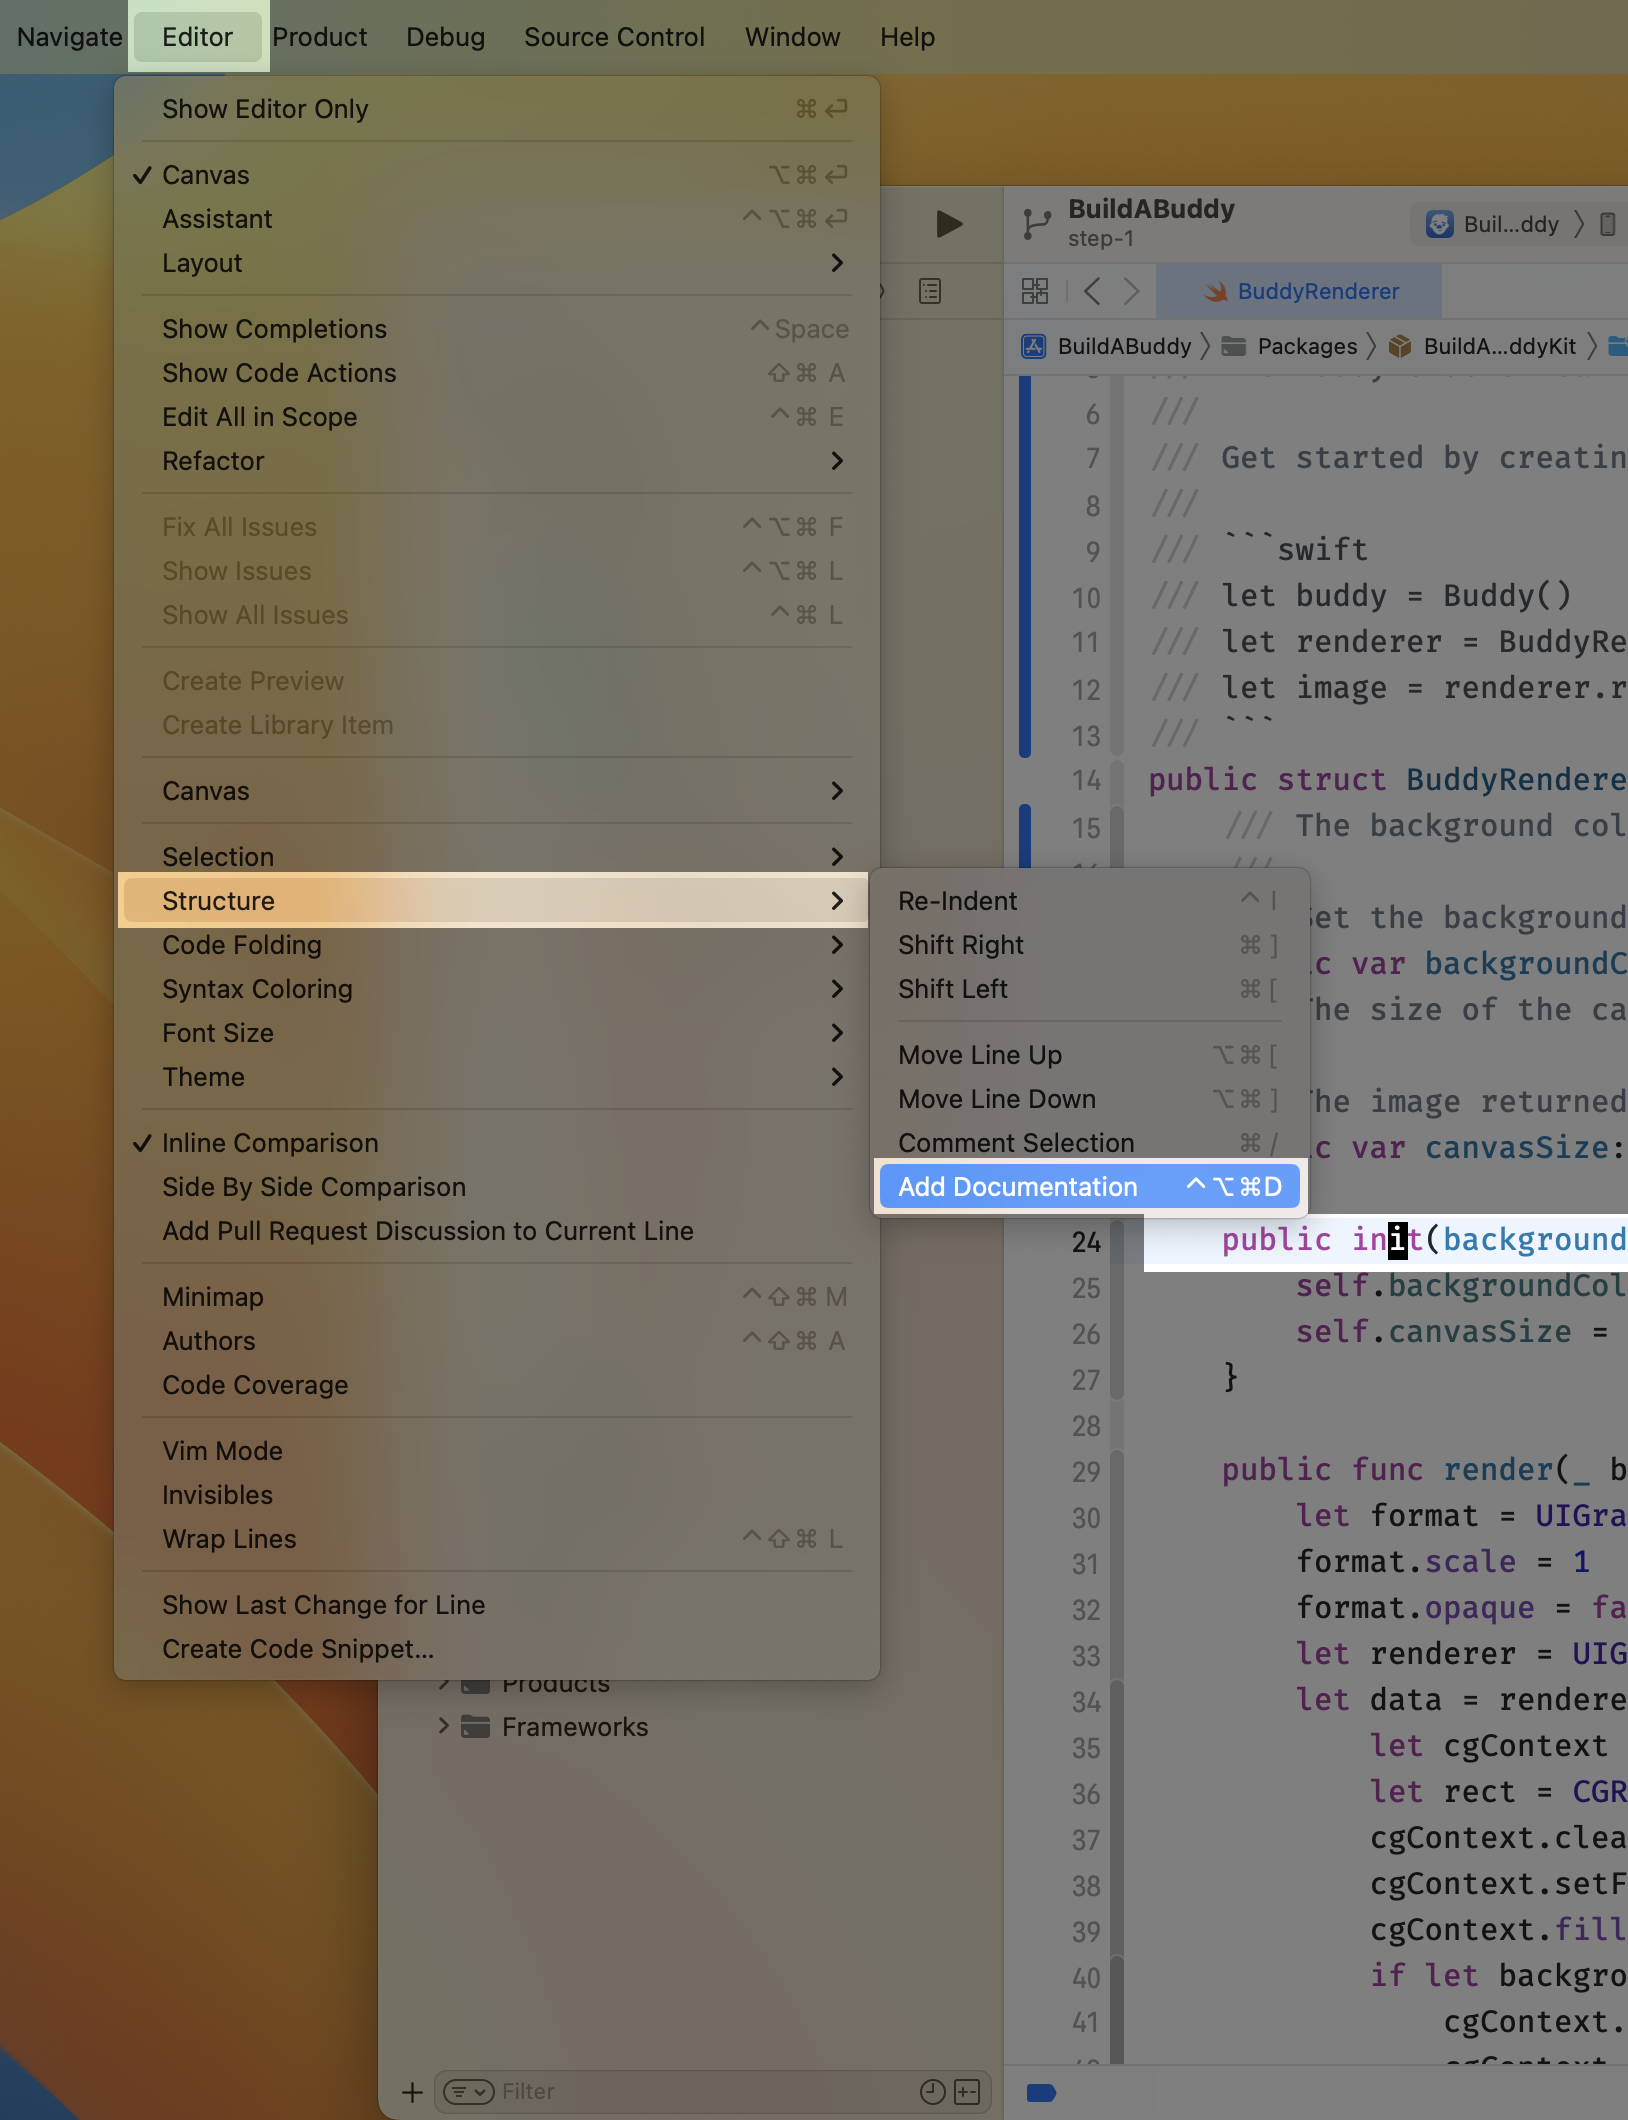 Navigate Editor Product Debug Source Control Window Help
Show Editor Only ⌘ ↩
✓ Canvas ⌥ ⌘ ↩
Assistant ^ ⌥ ⌘ ↩
Layout
Show Completions ^ Space
Show Code Actions ⇧ ⌘ A
Edit All in Scope ^ ⌘ E
Refactor
Fix All Issues ^ ⌥ ⌘ F
Show Issues ^ ⌥ ⌘ L
Show All Issues ^ ⌘ L
Create Preview
Create Library Item
Canvas
Selection
Structure
Code Folding
Syntax Coloring
Font Size
Theme
✓ Inline Comparison
Side By Side Comparison
Add Pull Request Discussion to Current Line
Minimap ^ ⇧ ⌘ M
Authors ^ ⇧ ⌘ A
Code Coverage
Vim Mode
Invisibles
Wrap Lines ^ ⇧ ⌘ L
Show Last Change for Line
Create Code Snippet...
Re-Indent ^ I
Shift Right ⌘ ]
Shift Left ⌘ [
Move Line Up ⌥ ⌘ [
Move Line Down ⌥ ⌘ ]
Comment Selection ⌘ /
Add Documentation ^ ⌥ ⌘ D
Products
Frameworks
Filter
BuildABuddy
step-1
Buil...ddy
BuddyRenderer
BuildABuddy Packages BuildA...ddyKit
6 ///
7 /// Get started by creatin
8 ///
9 /// ```swift
10 /// let buddy = Buddy()
11 /// let renderer = BuddyRe
12 /// let image = renderer.r
13 /// ```
14 public struct BuddyRendere
15 /// The background col
et the background
c var backgroundC
he size of the ca
he image returned
c var canvasSize:
24 public init(background
25 self.backgroundCol
26 self.canvasSize =
27 }
28
29 public func render(_ b
30 let format = UIGra
31 format.scale = 1
32 format.opaque = fa
33 let renderer = UIG
34 let data = rendere
35 let cgContext
36 let rect = CGR
37 cgContext.clea
38 cgContext.setF
39 cgContext.fill
40 if let backgro
41 cgContext.